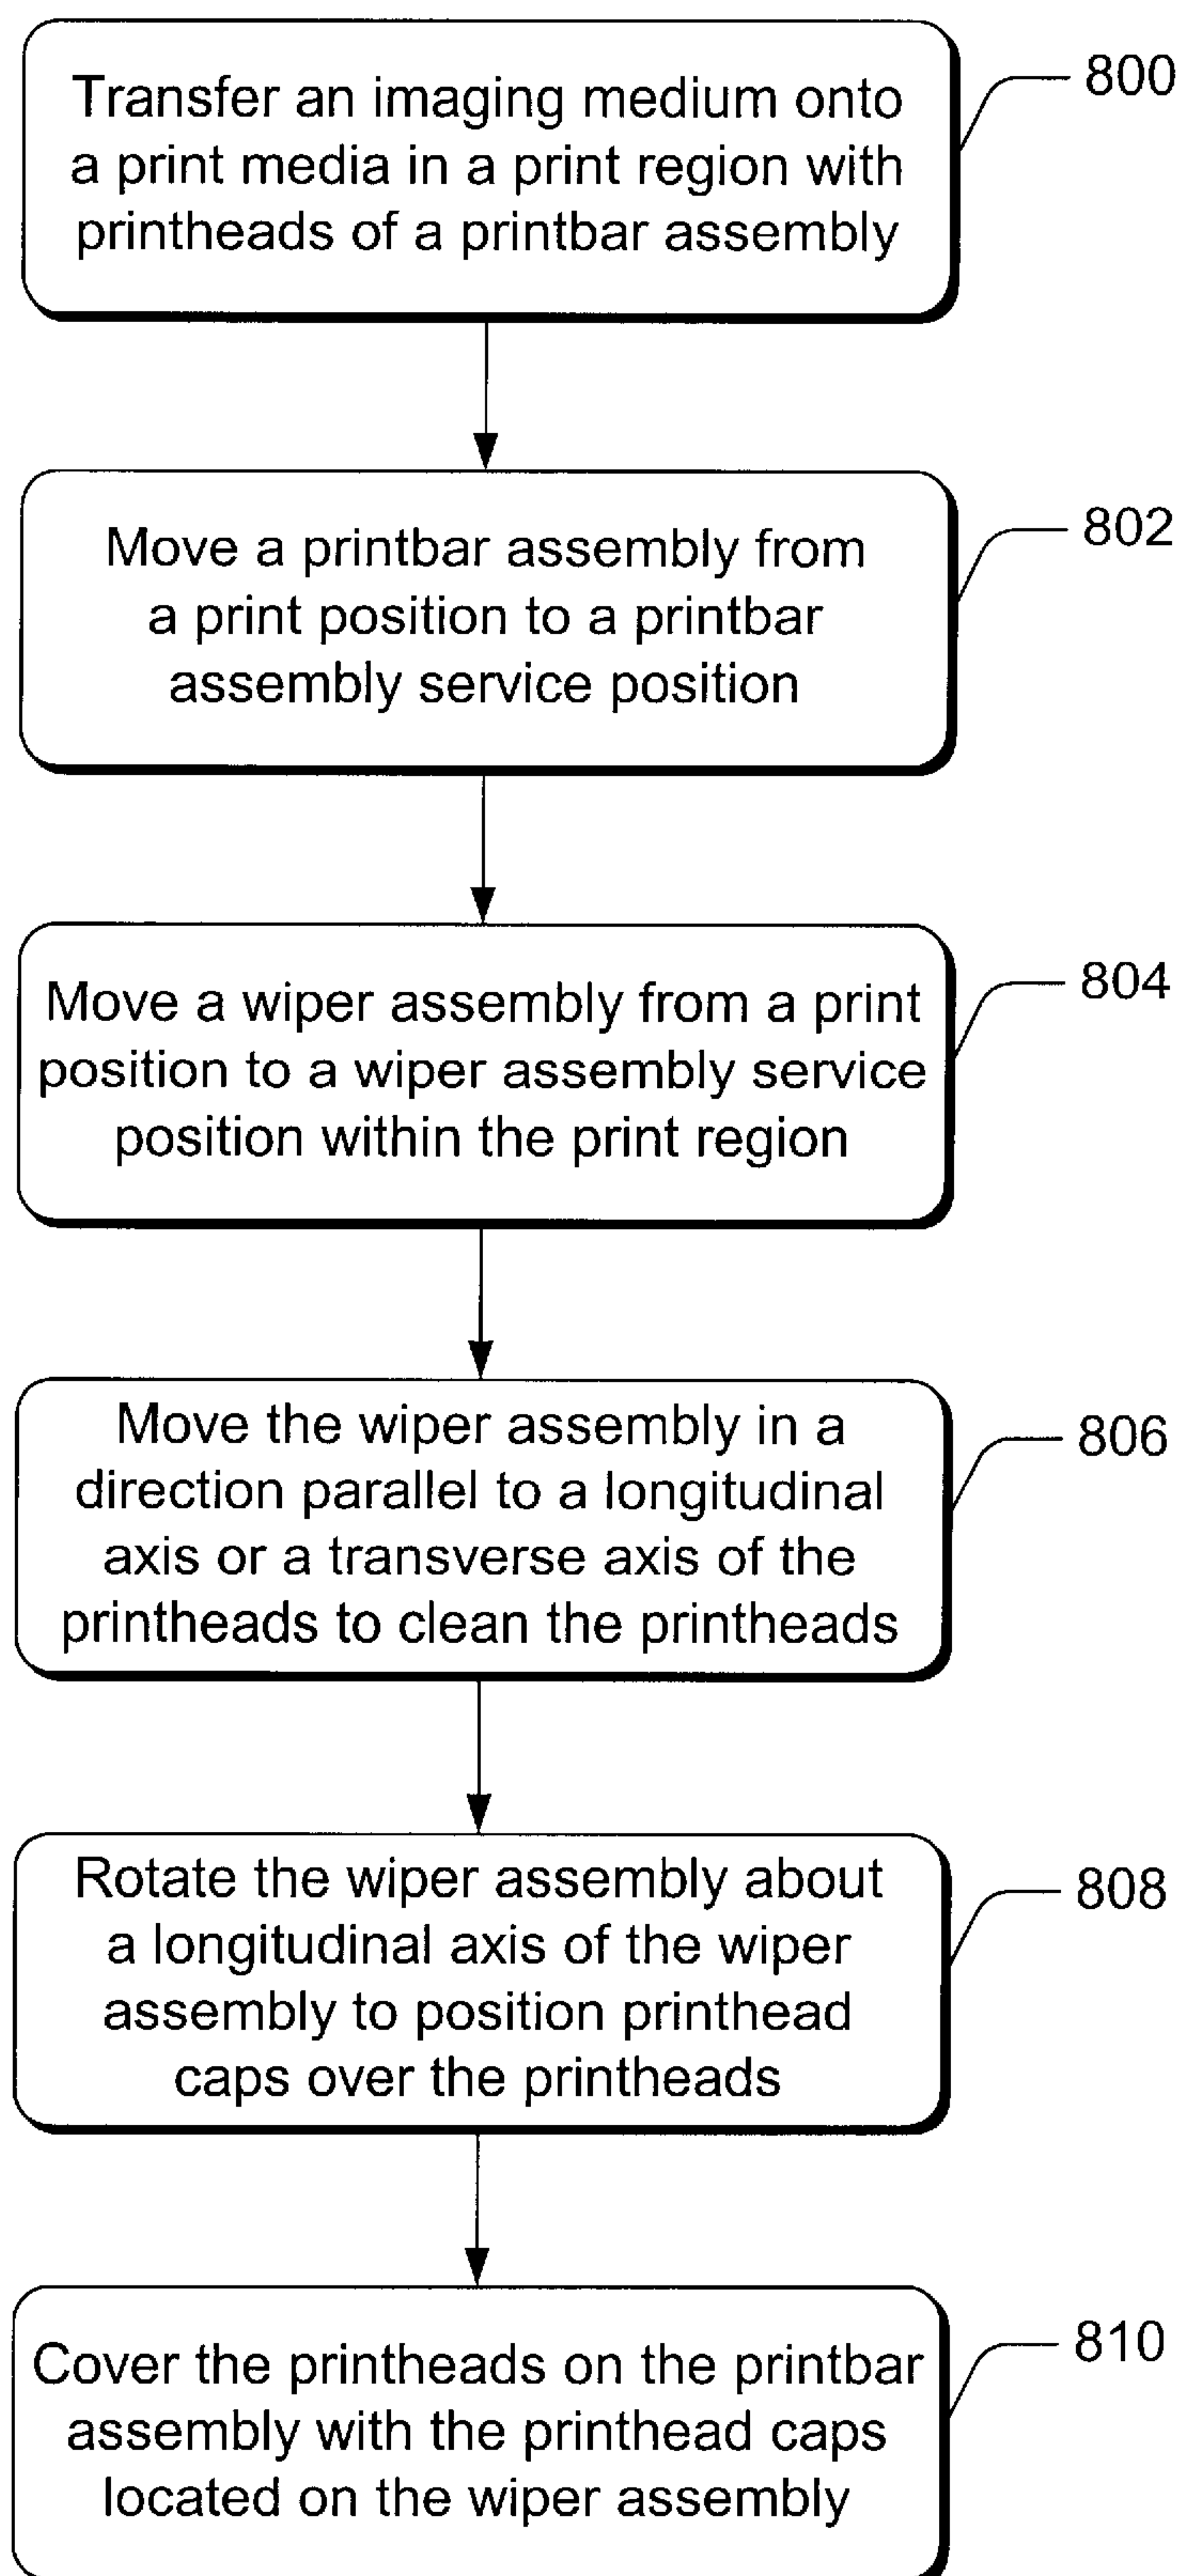 Transfer an imaging medium onto
a print media in a print region with
printheads of a printbar assembly
800
Move a printbar assembly from
a print position to a printbar
assembly service position
802
Move a wiper assembly from a print
position to a wiper assembly service
position within the print region
804
Move the wiper assembly in a
direction parallel to a longitudinal
axis or a transverse axis of the
printheads to clean the printheads
806
Rotate the wiper assembly about
a longitudinal axis of the wiper
assembly to position printhead
caps over the printheads
808
Cover the printheads on the printbar
assembly with the printhead caps
located on the wiper assembly
810